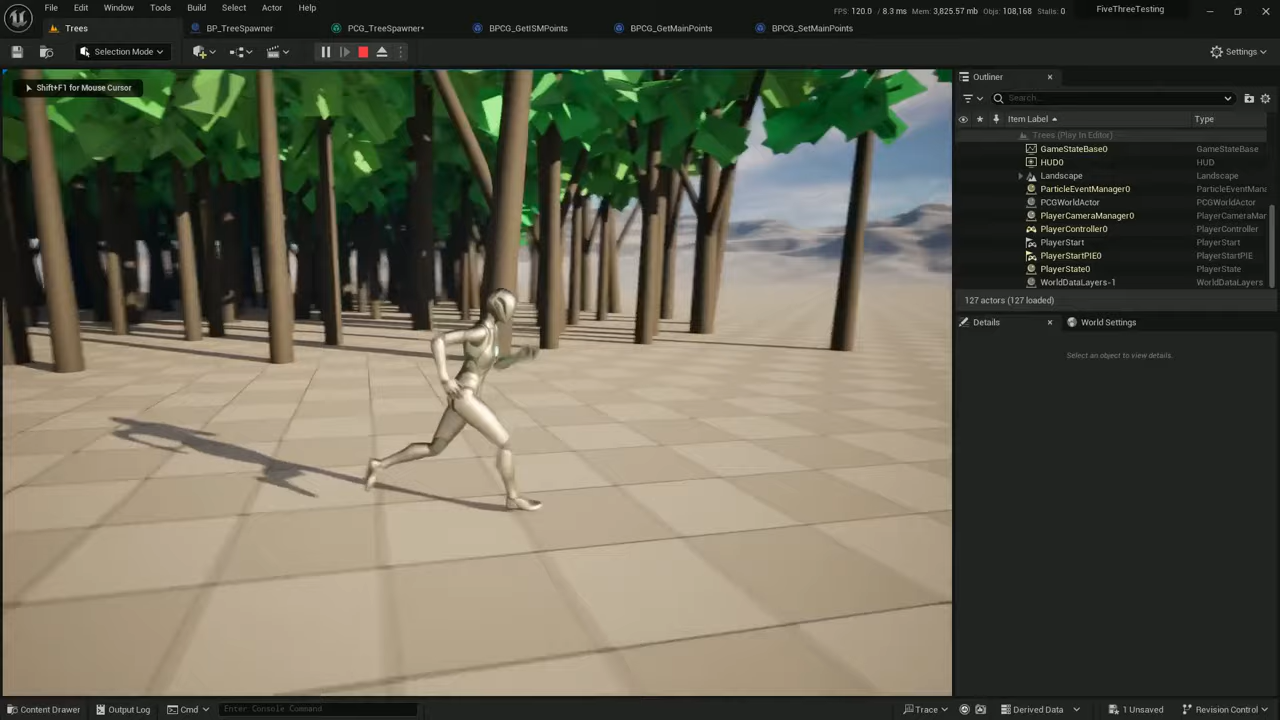 File Edit Window Tools Build Select Actor Help
FPS: 120.0 / 8.3 ms Mem: 3,825.57 mb Objs: 108,168 Stalls: 0
FiveThreeTesting
Trees BP_TreeSpawner PCG_TreeSpawner* BPCG_GetISMPoints BPCG_GetMainPoints BPCG_SetMainPoints
Selection Mode
Settings
Shift+F1 for Mouse Cursor
Outliner
Search...
Item Label Type
Trees (Play In Editor)
GameStateBase0 GameStateBase
HUD0 HUD
Landscape Landscape
ParticleEventManager0 ParticleEventMana
PCGWorldActor PCGWorldActor
PlayerCameraManager0 PlayerCameraMar
PlayerController0 PlayerController
PlayerStart PlayerStart
PlayerStartPIE0 PlayerStartPIE
PlayerState0 PlayerState
WorldDataLayers-1 WorldDataLayers
127 actors (127 loaded)
Details World Settings
Select an object to view details.
Content Drawer Output Log Cmd Enter Console Command
Trace Derived Data 1 Unsaved Revision Control